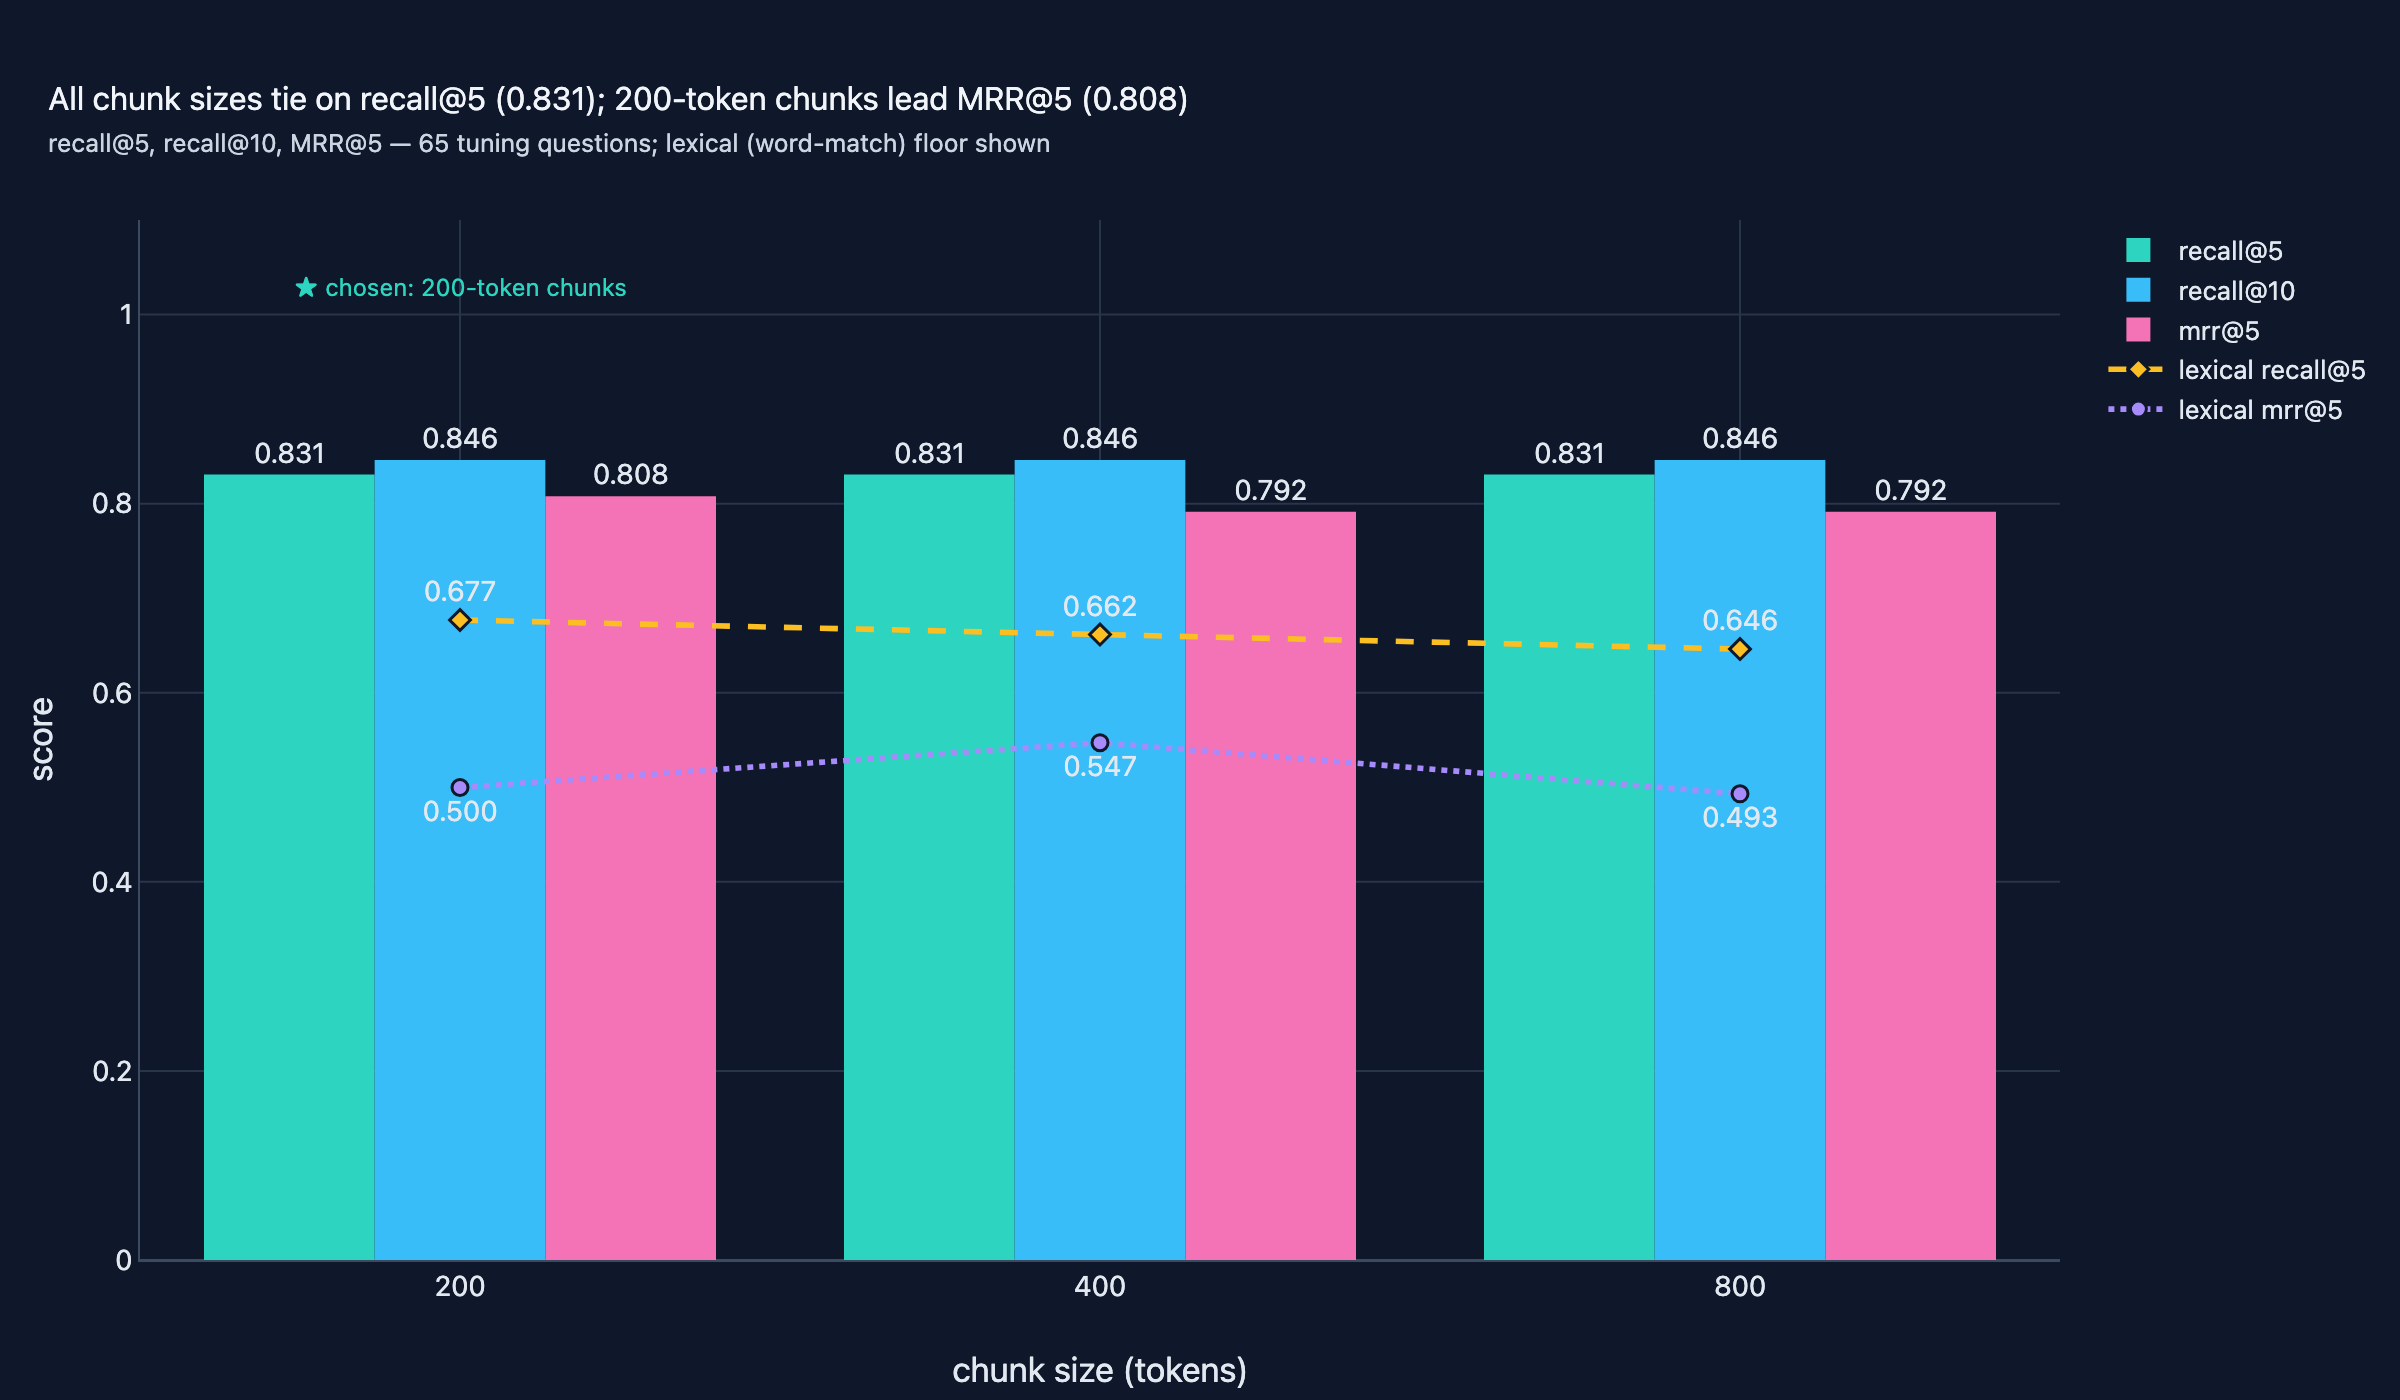 All chunk sizes tie on recall@5 (0.831); 200-token chunks lead MRR@5 (0.808)
recall@5, recall@10, MRR@5 — 65 tuning questions; lexical (word-match) floor shown
★ chosen: 200-token chunks
recall@5
recall@10
mrr@5
lexical recall@5
lexical mrr@5
score
1
0.8
0.6
0.4
0.2
0
0.831
0.846
0.808
0.677
0.500
0.831
0.846
0.792
0.662
0.547
0.831
0.846
0.792
0.646
0.493
200
400
800
chunk size (tokens)